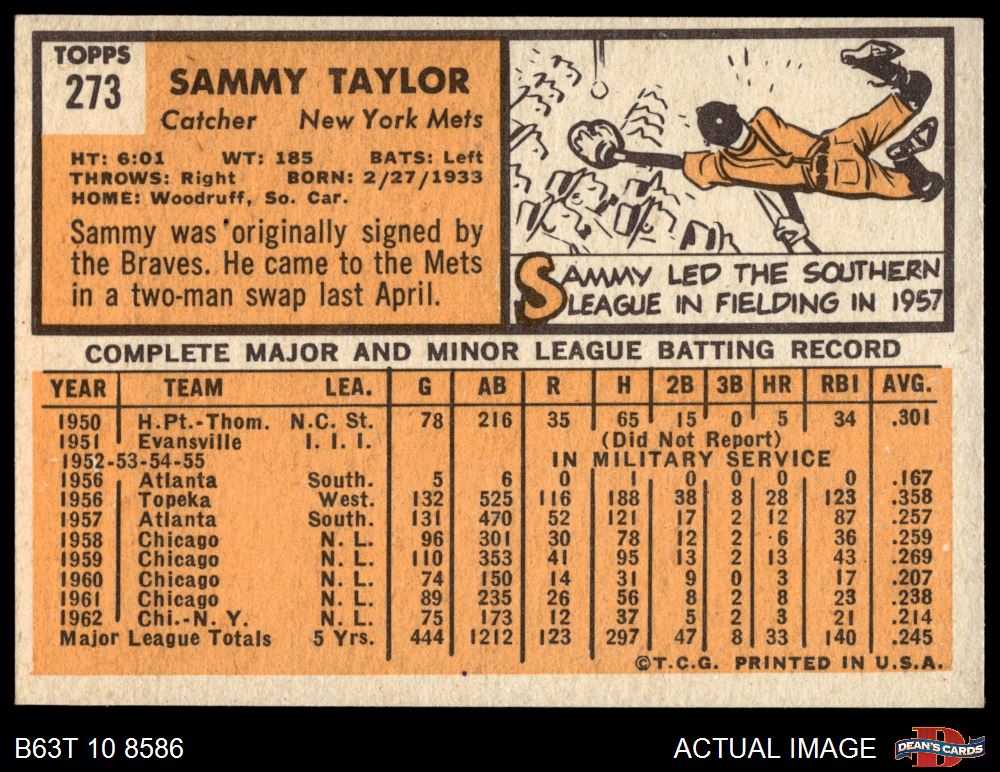 TOPPS
273
SAMMY TAYLOR
Catcher New York Mets
HT: 6:01 WT: 185 BATS: Left
THROWS: Right BORN: 2/27/1933
HOME: Woodruff, So. Car.
Sammy was originally signed by
the Braves. He came to the Mets
in a two-man swap last April.
SAMMY LED THE SOUTHERN
LEAGUE IN FIELDING IN 1957
COMPLETE MAJOR AND MINOR LEAGUE BATTING RECORD
YEAR TEAM LEA. G AB R H 2B 3B HR RBI AVG.
1950 H.Pt.-Thom. N.C. St. 78 216 35 65 15 0 5 34 .301
1951 Evansville I. I. I. (Did Not Report)
1952-53-54-55 IN MILITARY SERVICE
1956 Atlanta South. 5 6 0 1 0 0 0 0 .167
1956 Topeka West. 132 525 116 188 38 8 28 123 .358
1957 Atlanta South. 131 470 52 121 17 2 12 87 .257
1958 Chicago N. L. 96 301 30 78 12 2 6 36 .259
1959 Chicago N. L. 110 353 41 95 13 2 13 43 .269
1960 Chicago N. L. 74 150 14 31 9 0 3 17 .207
1961 Chicago N. L. 89 235 26 56 8 2 8 23 .238
1962 Chi.-N. Y. N. L. 75 173 12 37 5 2 3 21 .214
Major League Totals 5 Yrs. 444 1212 123 297 47 8 33 140 .245
©T.C.G. PRINTED IN U.S.A.
B63T 10 8586 ACTUAL IMAGE DEAN'S CARDS